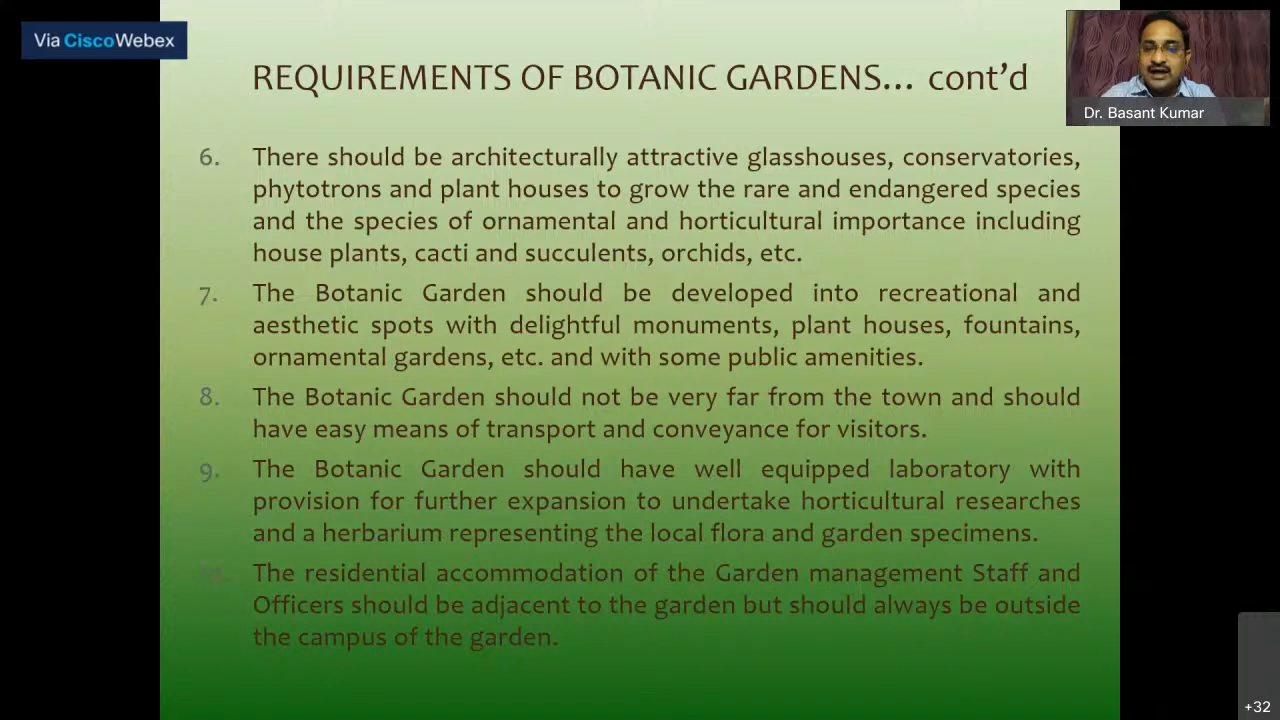 Via CiscoWebex
REQUIREMENTS OF BOTANIC GARDENS... cont'd
Dr. Basant Kumar
6. There should be architecturally attractive glasshouses, conservatories,
phytotrons and plant houses to grow the rare and endangered species
and the species of ornamental and horticultural importance including
house plants, cacti and succulents, orchids, etc.
7. The Botanic Garden should be developed into recreational and
aesthetic spots with delightful monuments, plant houses, fountains,
ornamental gardens, etc. and with some public amenities.
8. The Botanic Garden should not be very far from the town and should
have easy means of transport and conveyance for visitors.
9. The Botanic Garden should have well equipped laboratory with
provision for further expansion to undertake horticultural researches
and a herbarium representing the local flora and garden specimens.
10. The residential accommodation of the Garden management Staff and
Officers should be adjacent to the garden but should always be outside
the campus of the garden.
+32